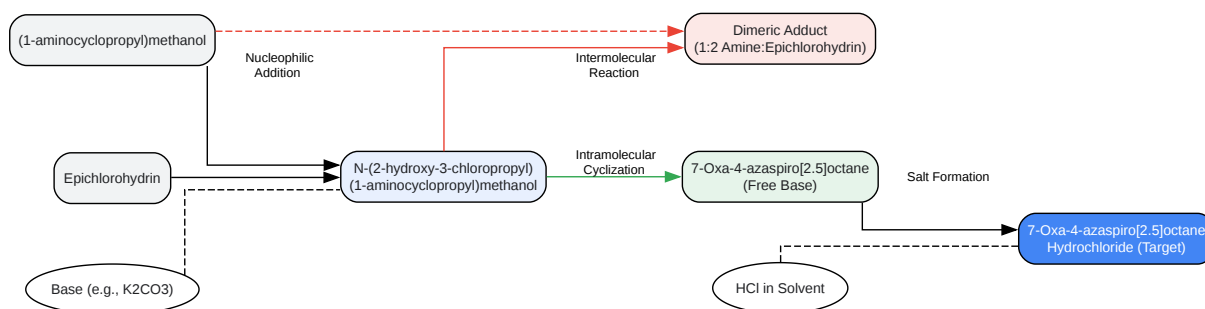 (1-aminocyclopropyl)methanol
Dimeric Adduct
(1:2 Amine:Epichlorohydrin)
Nucleophilic
Addition
Intermolecular
Reaction
Epichlorohydrin
N-(2-hydroxy-3-chloropropyl)
(1-aminocyclopropyl)methanol
Intramolecular
Cyclization
7-Oxa-4-azaspiro[2.5]octane
(Free Base)
Salt Formation
7-Oxa-4-azaspiro[2.5]octane
Hydrochloride (Target)
Base (e.g., K2CO3)
HCl in Solvent